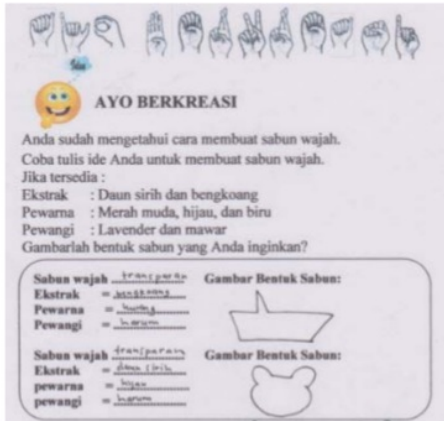 Ide
AYO BERKREASI
Anda sudah mengetahui cara membuat sabun wajah.
Coba tulis ide Anda untuk membuat sabun wajah.
Jika tersedia :
Ekstrak : Daun sirih dan bengkoang
Pewarna : Merah muda, hijau, dan biru
Pewangi : Lavender dan mawar
Gambarlah bentuk sabun yang Anda inginkan?
Sabun wajah transparan Gambar Bentuk Sabun:
Ekstrak = bengkoang
Pewarna =
Pewangi = harum
Sabun wajah transparan Gambar Bentuk Sabun:
Ekstrak = daun sirih
pewarna = hijau
pewangi = harum